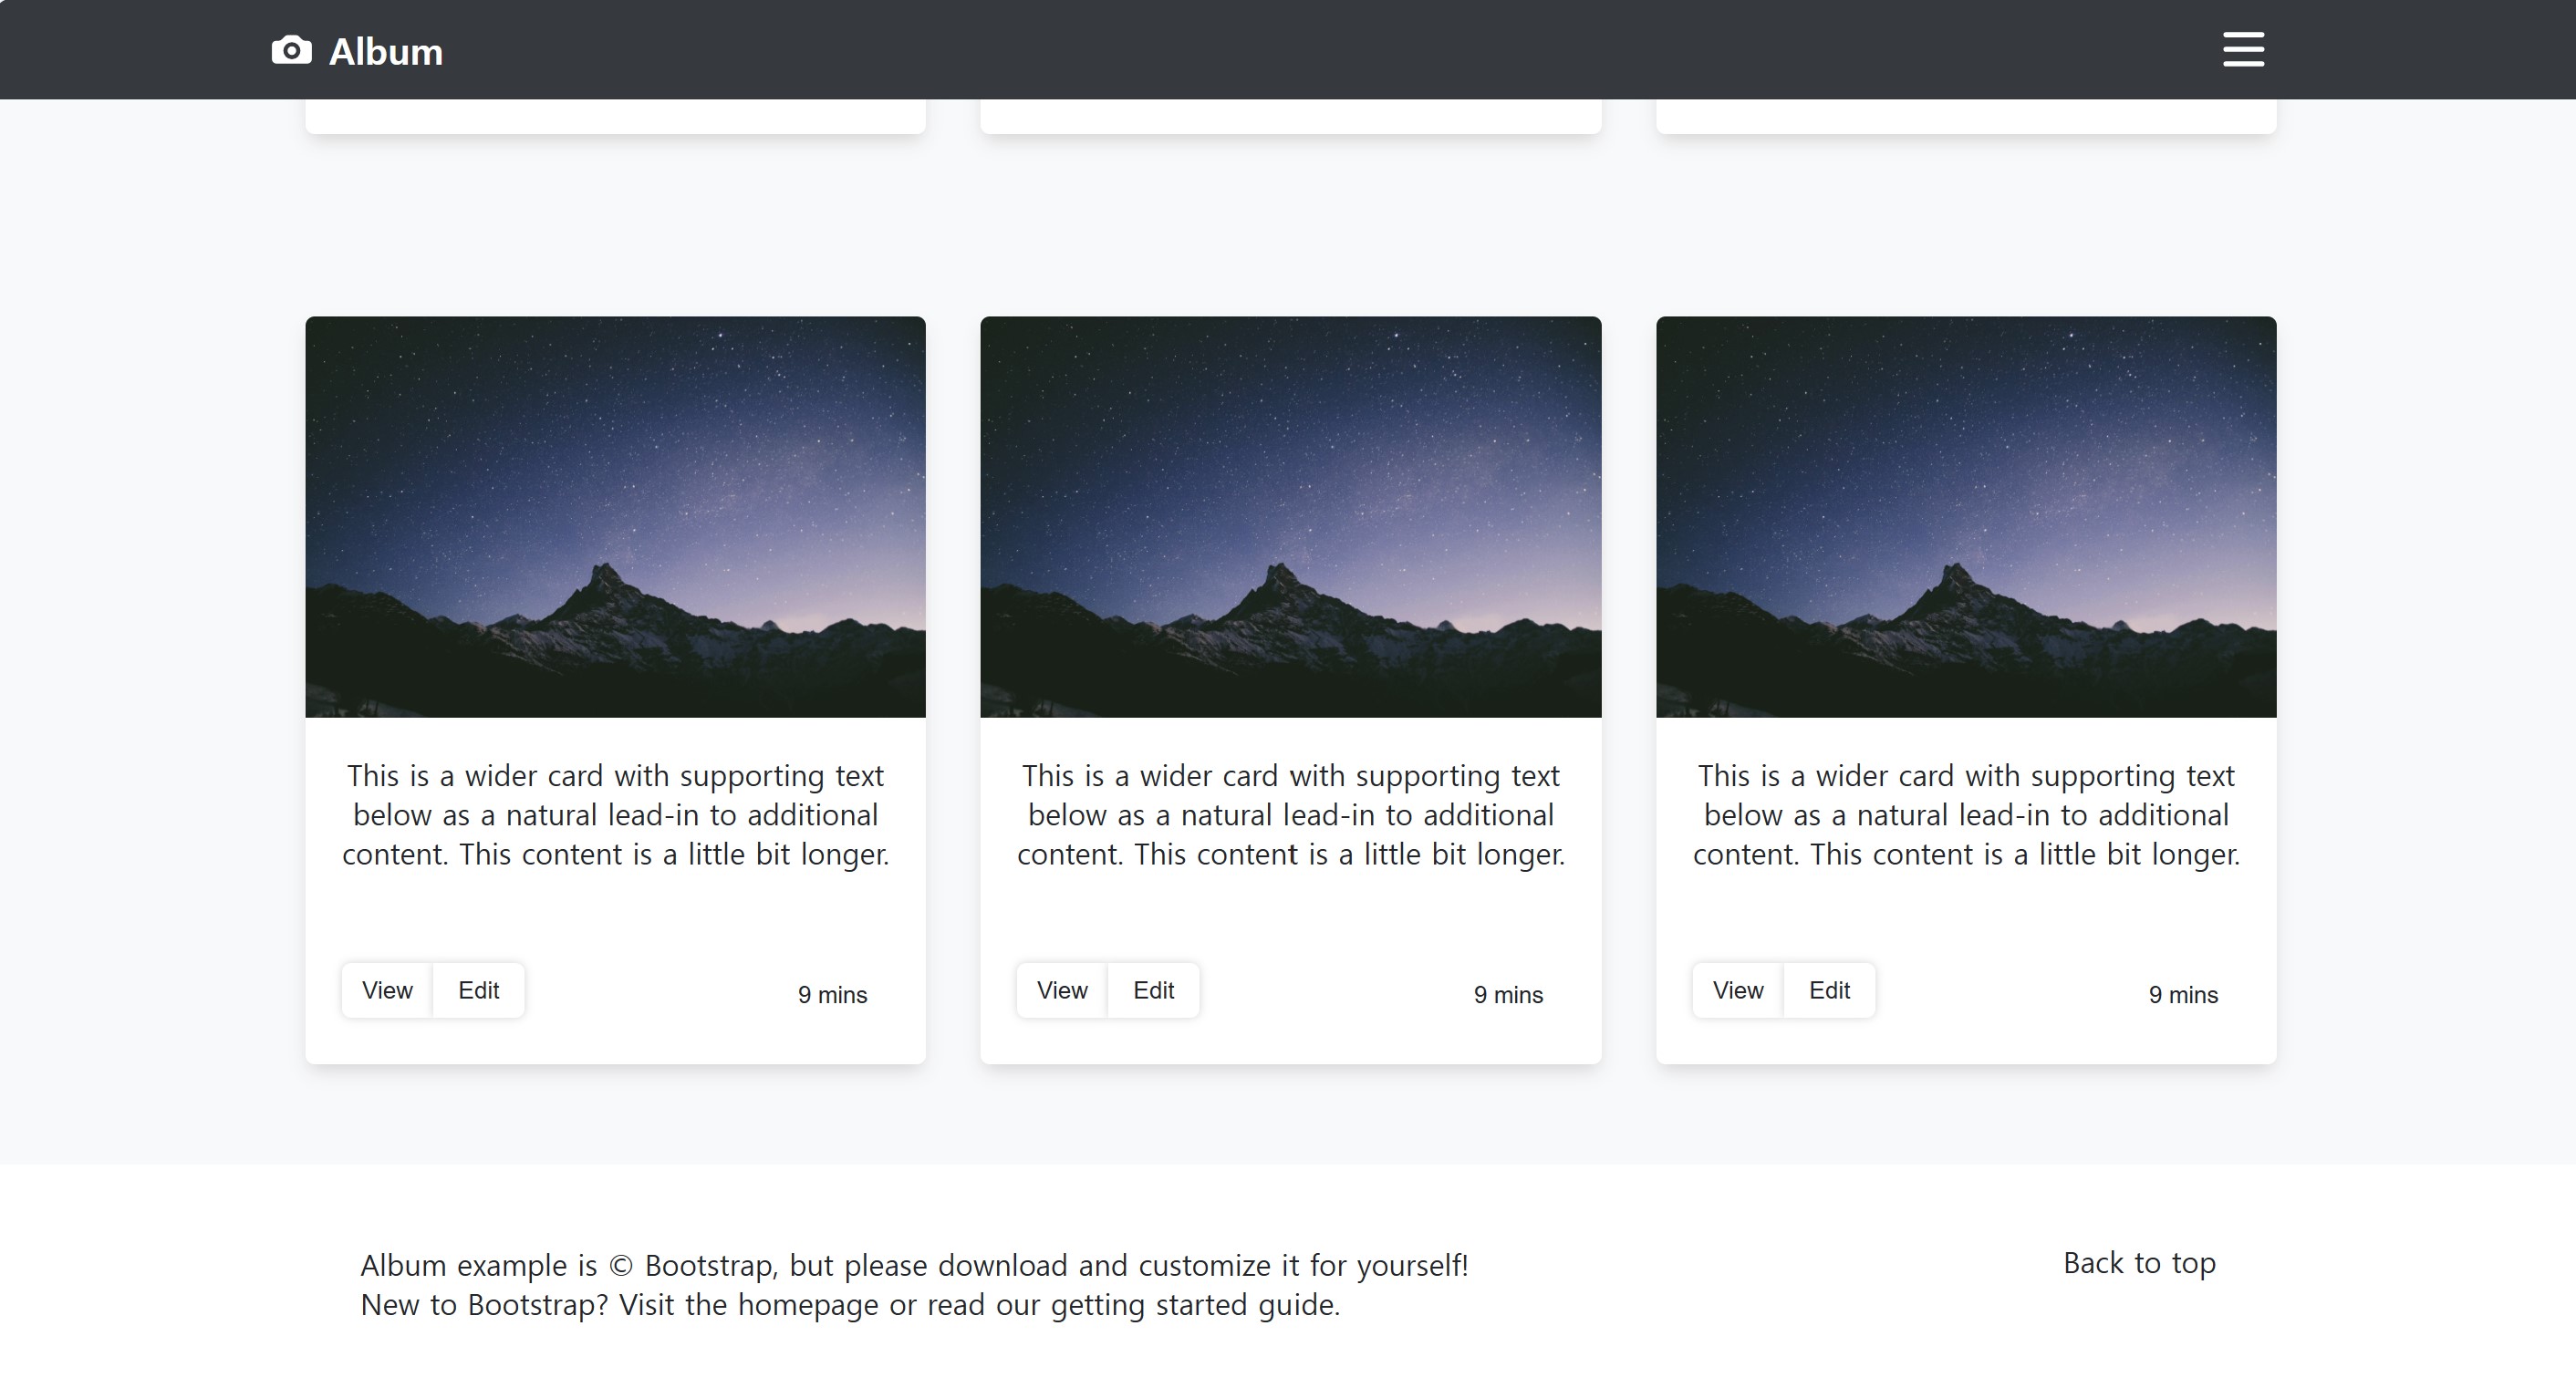 Album
This is a wider card with supporting text
below as a natural lead-in to additional
content. This content is a little bit longer.
View Edit 9 mins
This is a wider card with supporting text
below as a natural lead-in to additional
content. This content is a little bit longer.
View Edit 9 mins
This is a wider card with supporting text
below as a natural lead-in to additional
content. This content is a little bit longer.
View Edit 9 mins
Album example is © Bootstrap, but please download and customize it for yourself!
New to Bootstrap? Visit the homepage or read our getting started guide.
Back to top